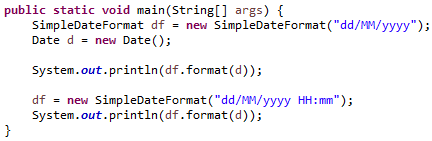 public static void main(String[] args) {
    SimpleDateFormat df = new SimpleDateFormat("dd/MM/yyyy");
    Date d = new Date();

    System.out.println(df.format(d));

    df = new SimpleDateFormat("dd/MM/yyyy HH:mm");
    System.out.println(df.format(d));
}